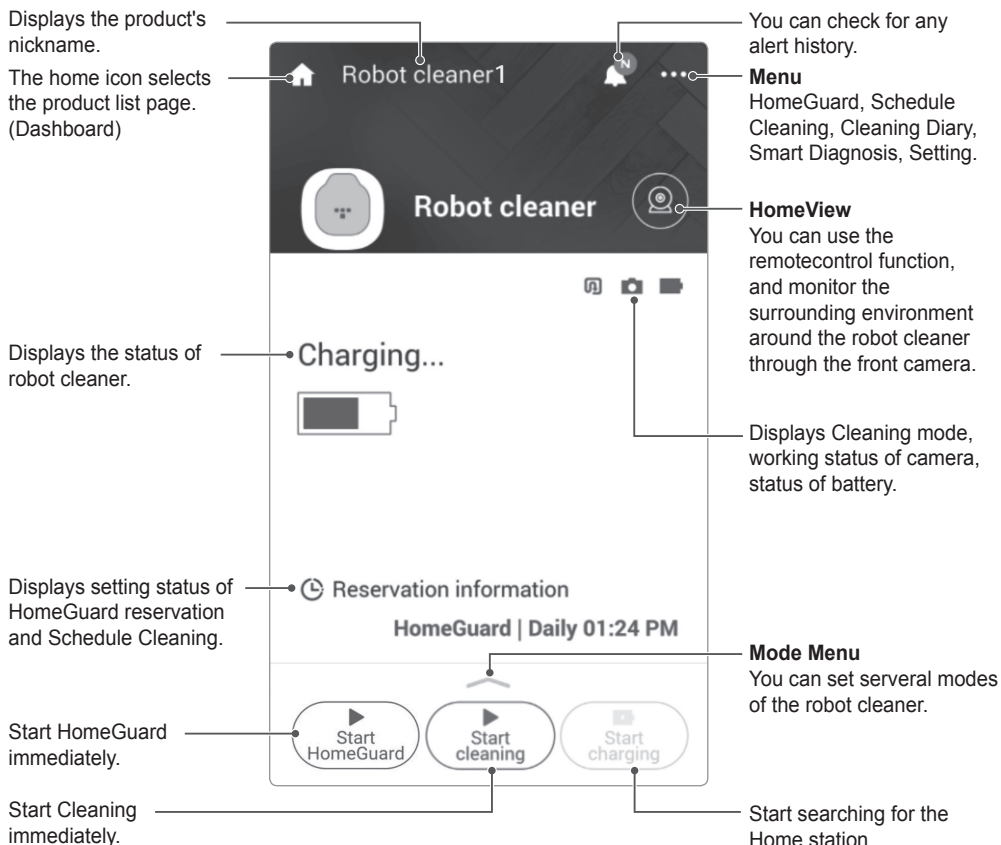 Displays the product's
nickname.
The home icon selects
the product list page.
(Dashboard)
Displays the status of
robot cleaner.
Displays setting status of
HomeGuard reservation
and Schedule Cleaning.
Start HomeGuard
immediately.
Start Cleaning
immediately.
Robot cleaner1
N
Robot cleaner
Charging...
Reservation information
HomeGuard | Daily 01:24 PM
Start
HomeGuard
Start
cleaning
Start
charging
You can check for any
alert history.
Menu
HomeGuard, Schedule
Cleaning, Cleaning Diary,
Smart Diagnosis, Setting.
HomeView
You can use the
remotecontrol function,
and monitor the
surrounding environment
around the robot cleaner
through the front camera.
Displays Cleaning mode,
working status of camera,
status of battery.
Mode Menu
You can set serveral modes
of the robot cleaner.
Start searching for the
Home station